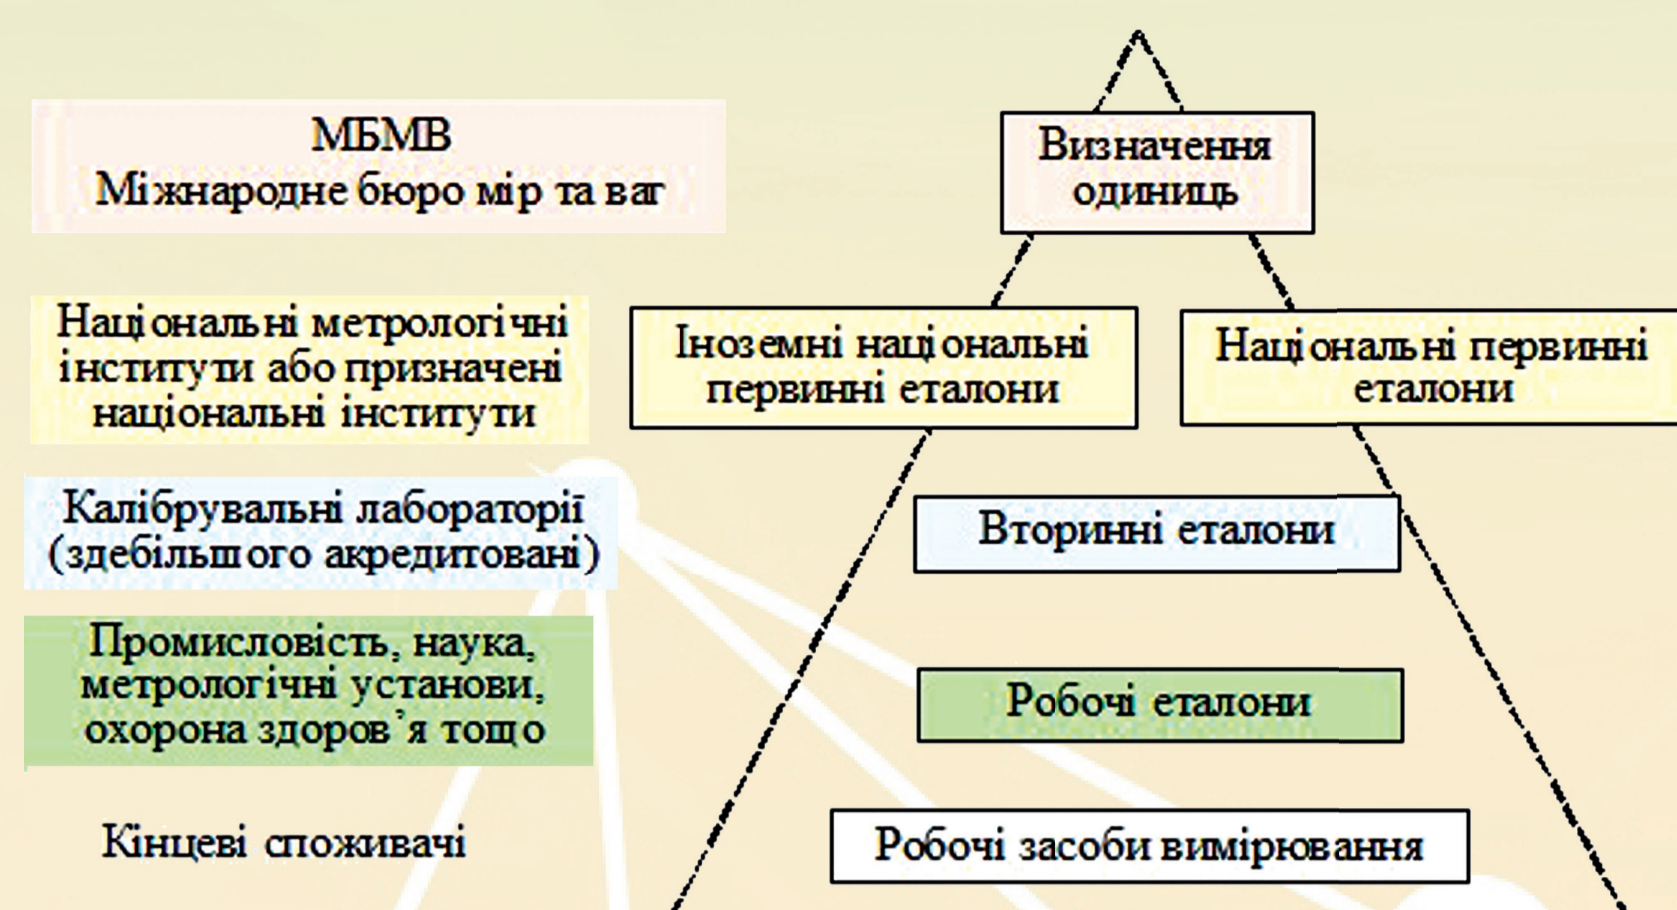 МБМВ
Міжнародне бюро мір та ваг
Визначення
одиниць
Національні метрологічні
інститути або призначені
національні інститути
Іноземні національні
первинні еталони
Національні первинні
еталони
Калібрувальні лабораторії
(здебільшого акредитовані)
Вторинні еталони
Промисловість, наука,
метрологічні установи,
охорона здоров’я тощо
Робочі еталони
Кінцеві споживачі
Робочі засоби вимірювання